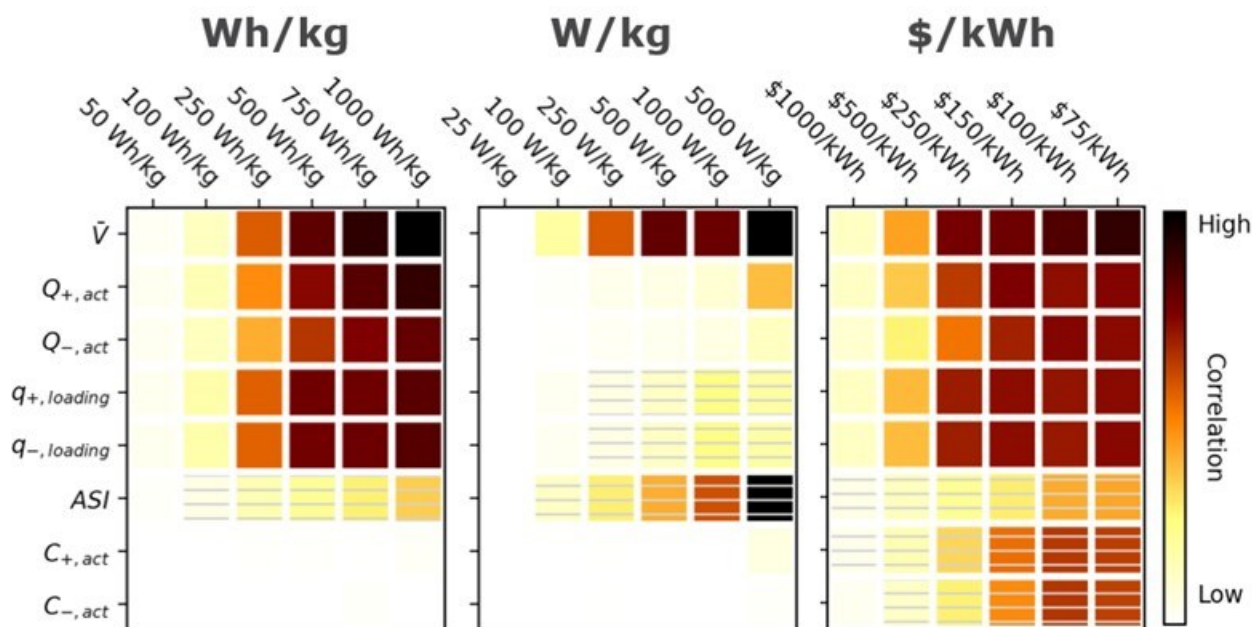 Wh/kg W/kg $/kWh
50 Wh/kg 100 Wh/kg 250 Wh/kg 500 Wh/kg 750 Wh/kg 1000 Wh/kg 25 W/kg 100 W/kg 250 W/kg 500 W/kg 1000 W/kg 5000 W/kg $1000/kWh $500/kWh $250/kWh $150/kWh $100/kWh $75/kWh
V̄ High
Q+, act
Q−, act
q+, loading
q−, loading
Correlation
ASI
C+, act
C−, act Low